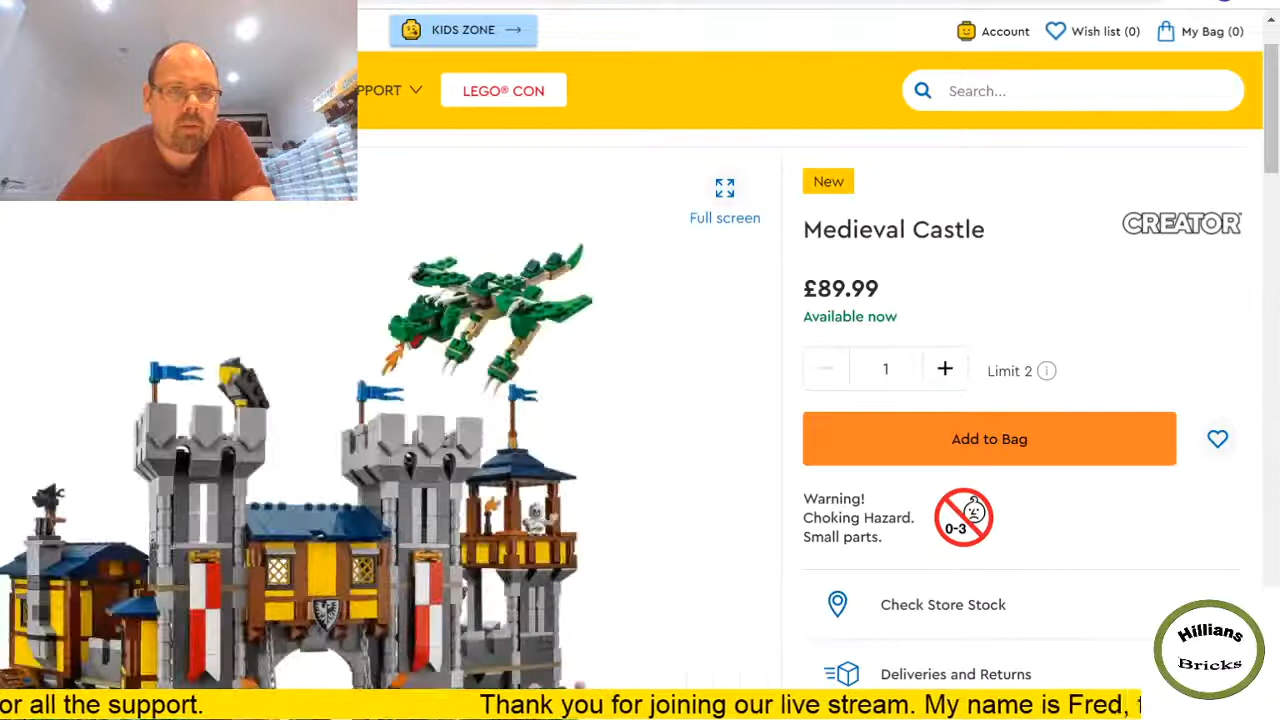 KIDS ZONE
Account
Wish list (0)
My Bag (0)
PPORT
LEGO® CON
Search...
Full screen
New
Medieval Castle
CREATOR
£89.99
Available now
1
Limit 2
Add to Bag
Warning!
Choking Hazard.
Small parts.
0-3
Check Store Stock
Deliveries and Returns
Hillians
Bricks
or all the support. Thank you for joining our live stream. My name is Fred,